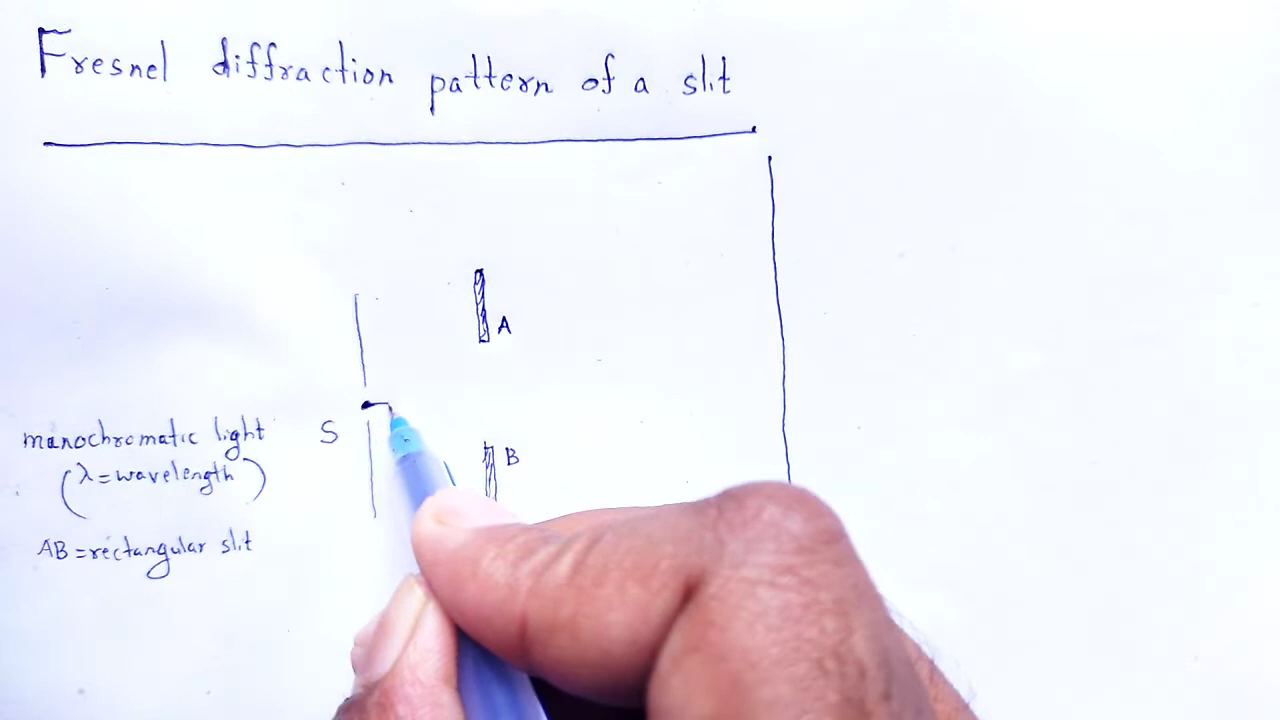 Fresnel diffraction pattern of a slit
A
S
B
monochromatic light
(λ=wavelength)
AB=rectangular slit